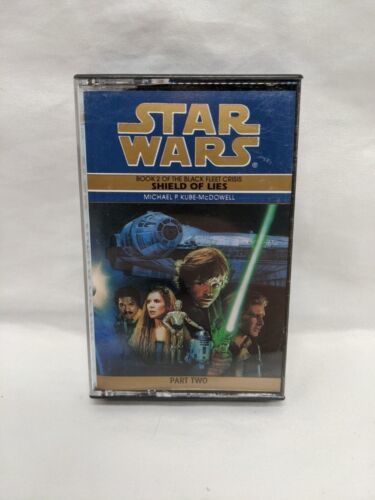 STAR
WARS®
BOOK 2 OF THE BLACK FLEET CRISIS
SHIELD OF LIES
MICHAEL P. KUBE-McDOWELL
PART TWO